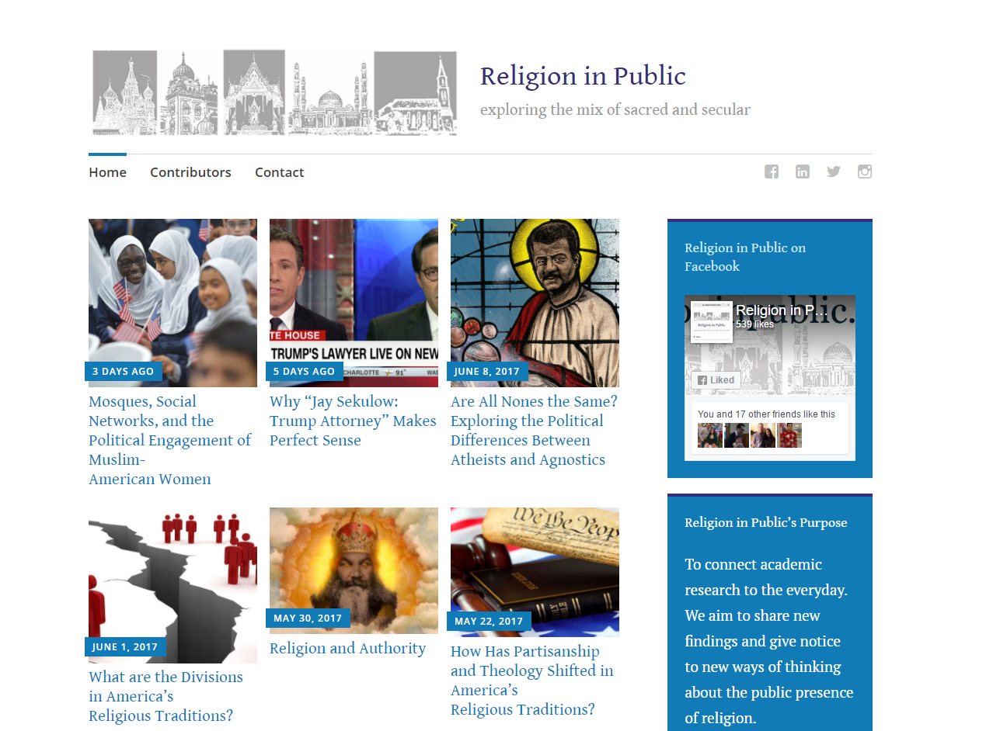 Religion in Public
exploring the mix of sacred and secular
Home Contributors Contact
3 DAYS AGO
Mosques, Social
Networks, and the
Political Engagement of
Muslim-
American Women
TE HOUSE
TRUMP'S LAWYER LIVE ON NEW
CHARLOTTE 91° WAS
5 DAYS AGO
Why “Jay Sekulow:
Trump Attorney” Makes
Perfect Sense
JUNE 8, 2017
Are All Nones the Same?
Exploring the Political
Differences Between
Atheists and Agnostics
JUNE 1, 2017
What are the Divisions
in America’s
Religious Traditions?
MAY 30, 2017
Religion and Authority
We the Peop
HOLY BIBLE
MAY 22, 2017
How Has Partisanship
and Theology Shifted in
America’s
Religious Traditions?
Religion in Public on
Facebook
public.
Religion in P...
539 likes
Liked
You and 17 other friends like this
Religion in Public’s Purpose
To connect academic
research to the everyday.
We aim to share new
findings and give notice
to new ways of thinking
about the public presence
of religion.